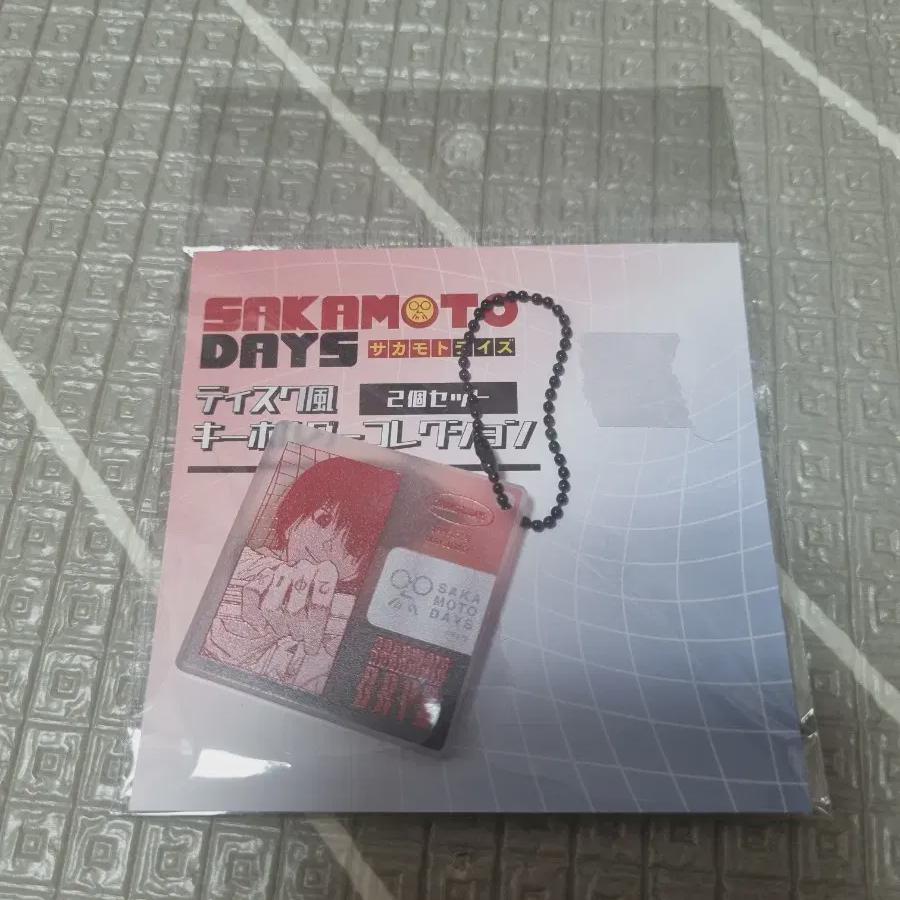 SAKAMOTO
DAYS サカモトデイズ
ディスク風 2個セット
キーホルダーコレクション
SAKA
MOTO
DAYS